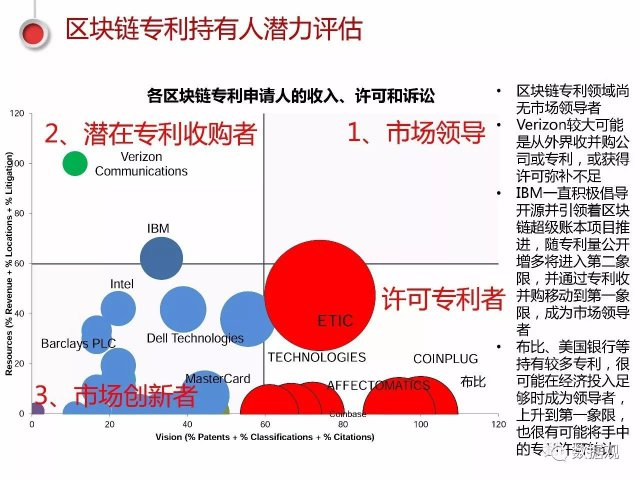 区块链专利持有人潜力评估
各区块链专利申请人的收入、许可和诉讼
120
00
80
60
40
20
0
Resources (% Revenue + % Locations + % Litigation)
2、潜在专利收购者
1、市场领导
Verizon
Communications
IBM
Intel
Barclays PLC
Dell Technologies
MasterCard
3、市场创新者
ETIC
许可专利者
TECHNOLOGIES
COINPLUG
AFFECTOMATICS
布比
Coinbase
0
20
40
60
80
100
120
Vision (% Patents + % Classifications + % Citations)
• 区块链专利领域尚
无市场领导者
• Verizon较大可能
是从外界收并购公
司或专利，或获得
许可弥补不足
• IBM一直积极倡导
开源并引领着区块
链超级账本项目推
进，随专利量公开
增多将进入第二象
限，并通过专利收
并购移动到第一象
限，成为市场领导
者
• 布比、美国银行等
持有较多专利，很
可能在经济投入足
够时成为领导者，
上升到第一象限，
也很有可能将手中
的专
数据观